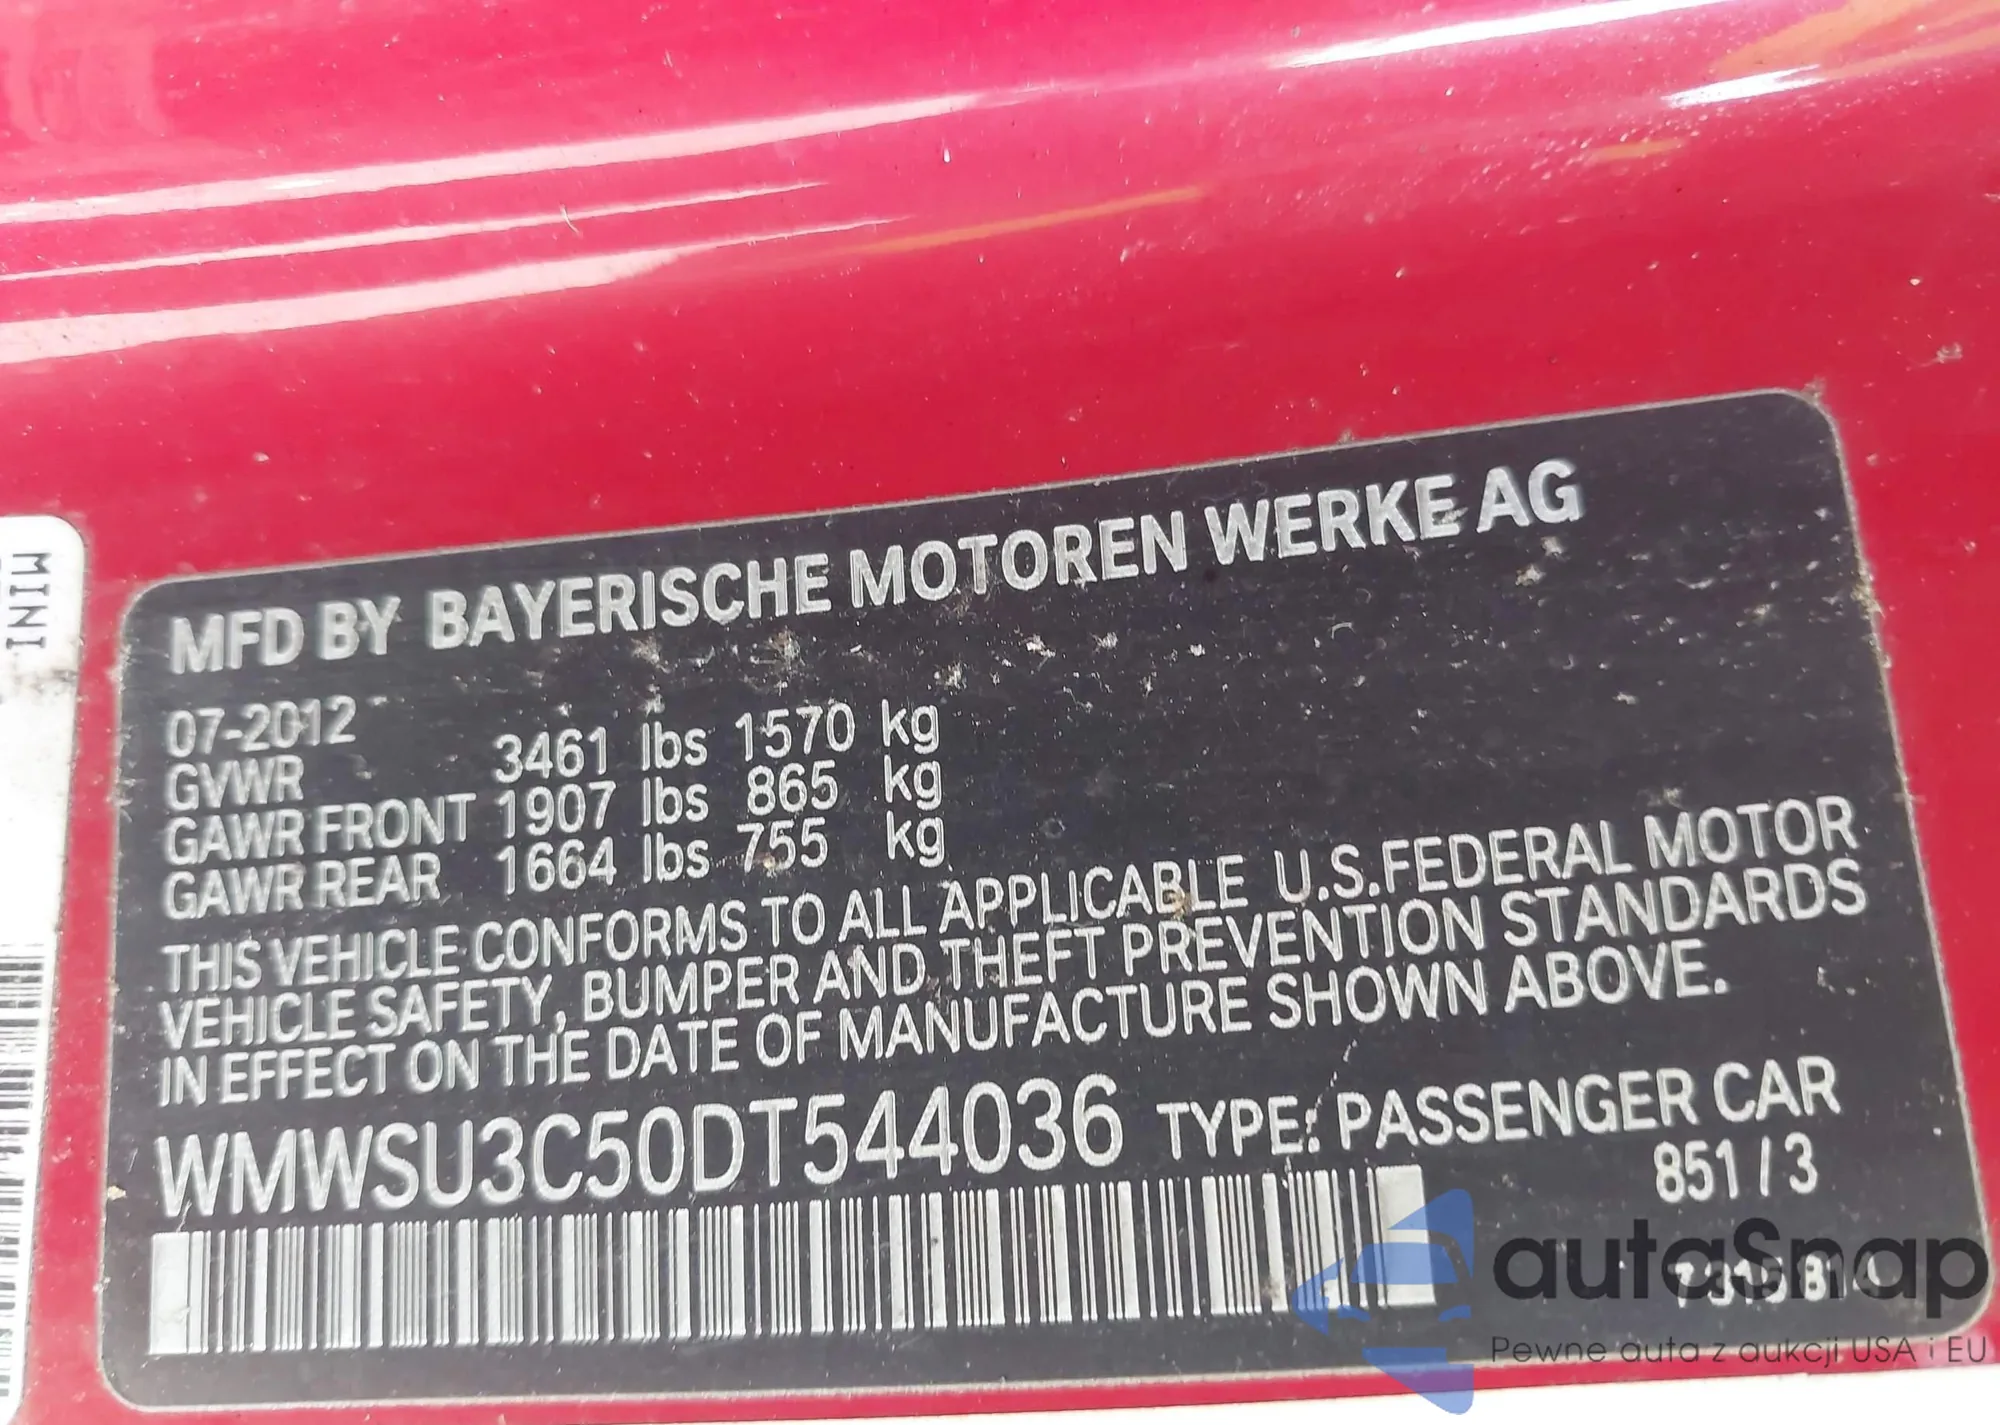 MINI
MFD BY BAYERISCHE MOTOREN WERKE AG
07-2012
GVWR 3461 lbs 1570 kg
GAWR FRONT 1907 lbs 865 kg
GAWR REAR 1664 lbs 755 kg
THIS VEHICLE CONFORMS TO ALL APPLICABLE U.S.FEDERAL MOTOR
VEHICLE SAFETY, BUMPER AND THEFT PREVENTION STANDARDS
IN EFFECT ON THE DATE OF MANUFACTURE SHOWN ABOVE.
WMWSU3C50DT544036 TYPE: PASSENGER CAR
851 / 3
autaSnap
Pewne auta z aukcji USA i EU